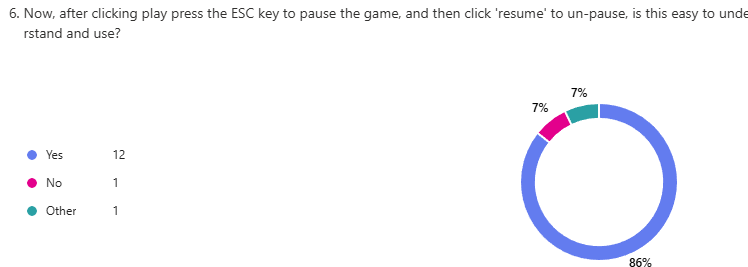 6. Now, after clicking play press the ESC key to pause the game, and then click 'resume' to un-pause, is this easy to unde
rstand and use?
7%
7%
Yes 12
No 1
Other 1
86%